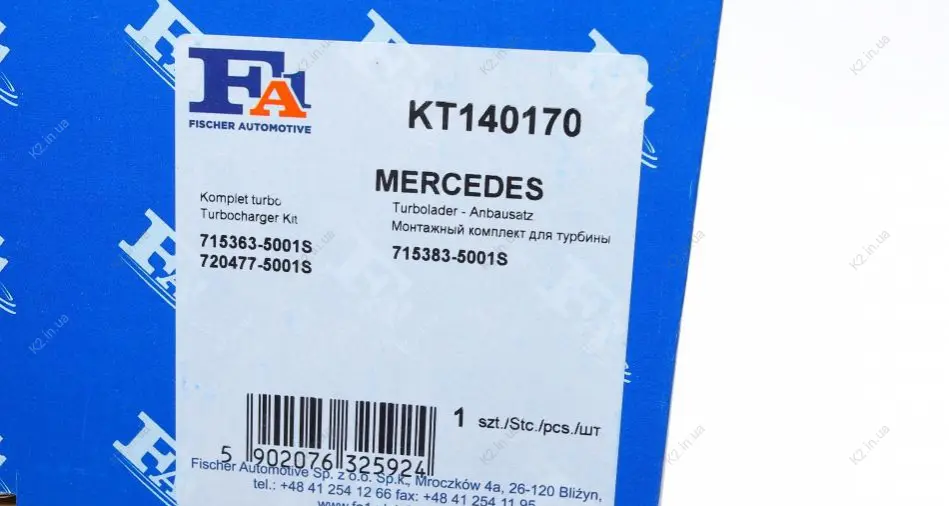 FA1
FISCHER AUTOMOTIVE
KT140170
MERCEDES
Komplet turbo
Turbocharger Kit
Turbolader - Anbausatz
Монтажный комплект для турбины
715363-5001S
715383-5001S
720477-5001S
1 szt./Stc./pcs./шт
5 902076 325924
Fischer Automotive Sp. z o.o. Sp.k., Mroczków 4a, 26-120 Bliżyn,
tel.: +48 41 254 12 66 fax: +48 41 254 11 95
K2.in.ua